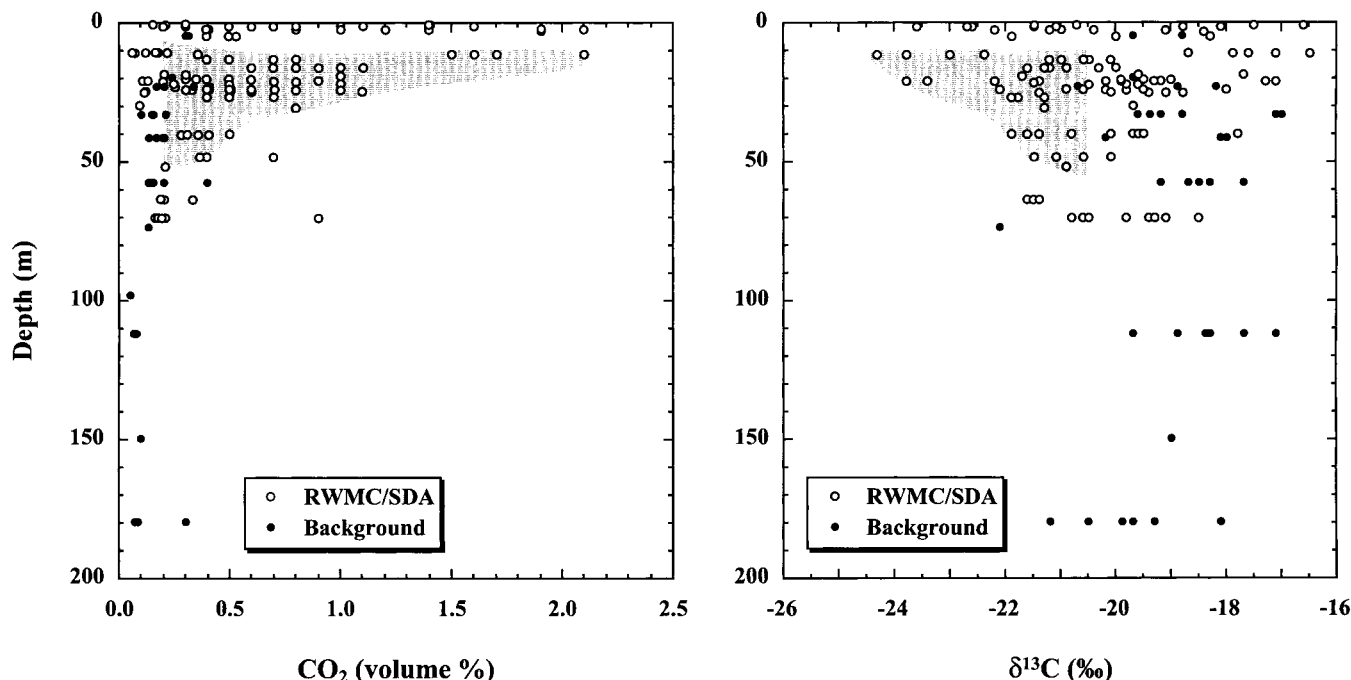 0
50
100
150
200
Depth (m)
0.0 0.5 1.0 1.5 2.0 2.5
CO₂ (volume %)
RWMC/SDA
Background
0
50
100
150
200
-26 -24 -22 -20 -18 -16
δ¹³C (‰)
RWMC/SDA
Background